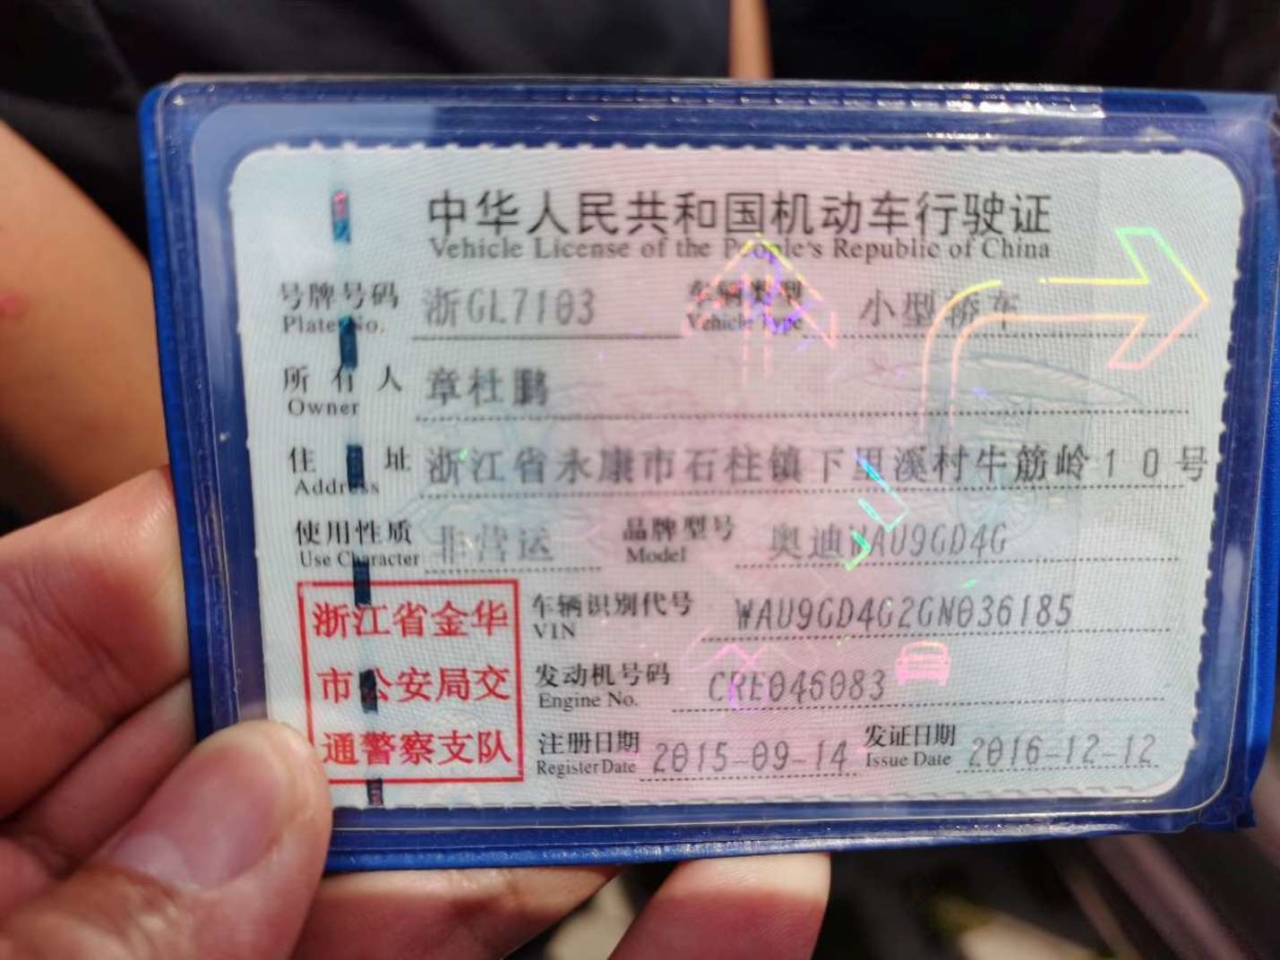 中华人民共和国机动车行驶证
Vehicle License of the People's Republic of China
号牌号码 浙GL7103 车辆类型 小型轿车
Plate No. Vehicle Type
所有人 章杜鹏
Owner
住址 浙江省永康市石柱镇下里溪村牛筋岭10号
Address
使用性质 非营运 品牌型号 奥迪WAU9GD4G
Use Character Model
浙江省金华
市公安局交
通警察支队
车辆识别代号 WAU9GD4G2GN036185
VIN
发动机号码 CRE046083
Engine No.
注册日期 2015-09-14 发证日期 2016-12-12
Register Date Issue Date